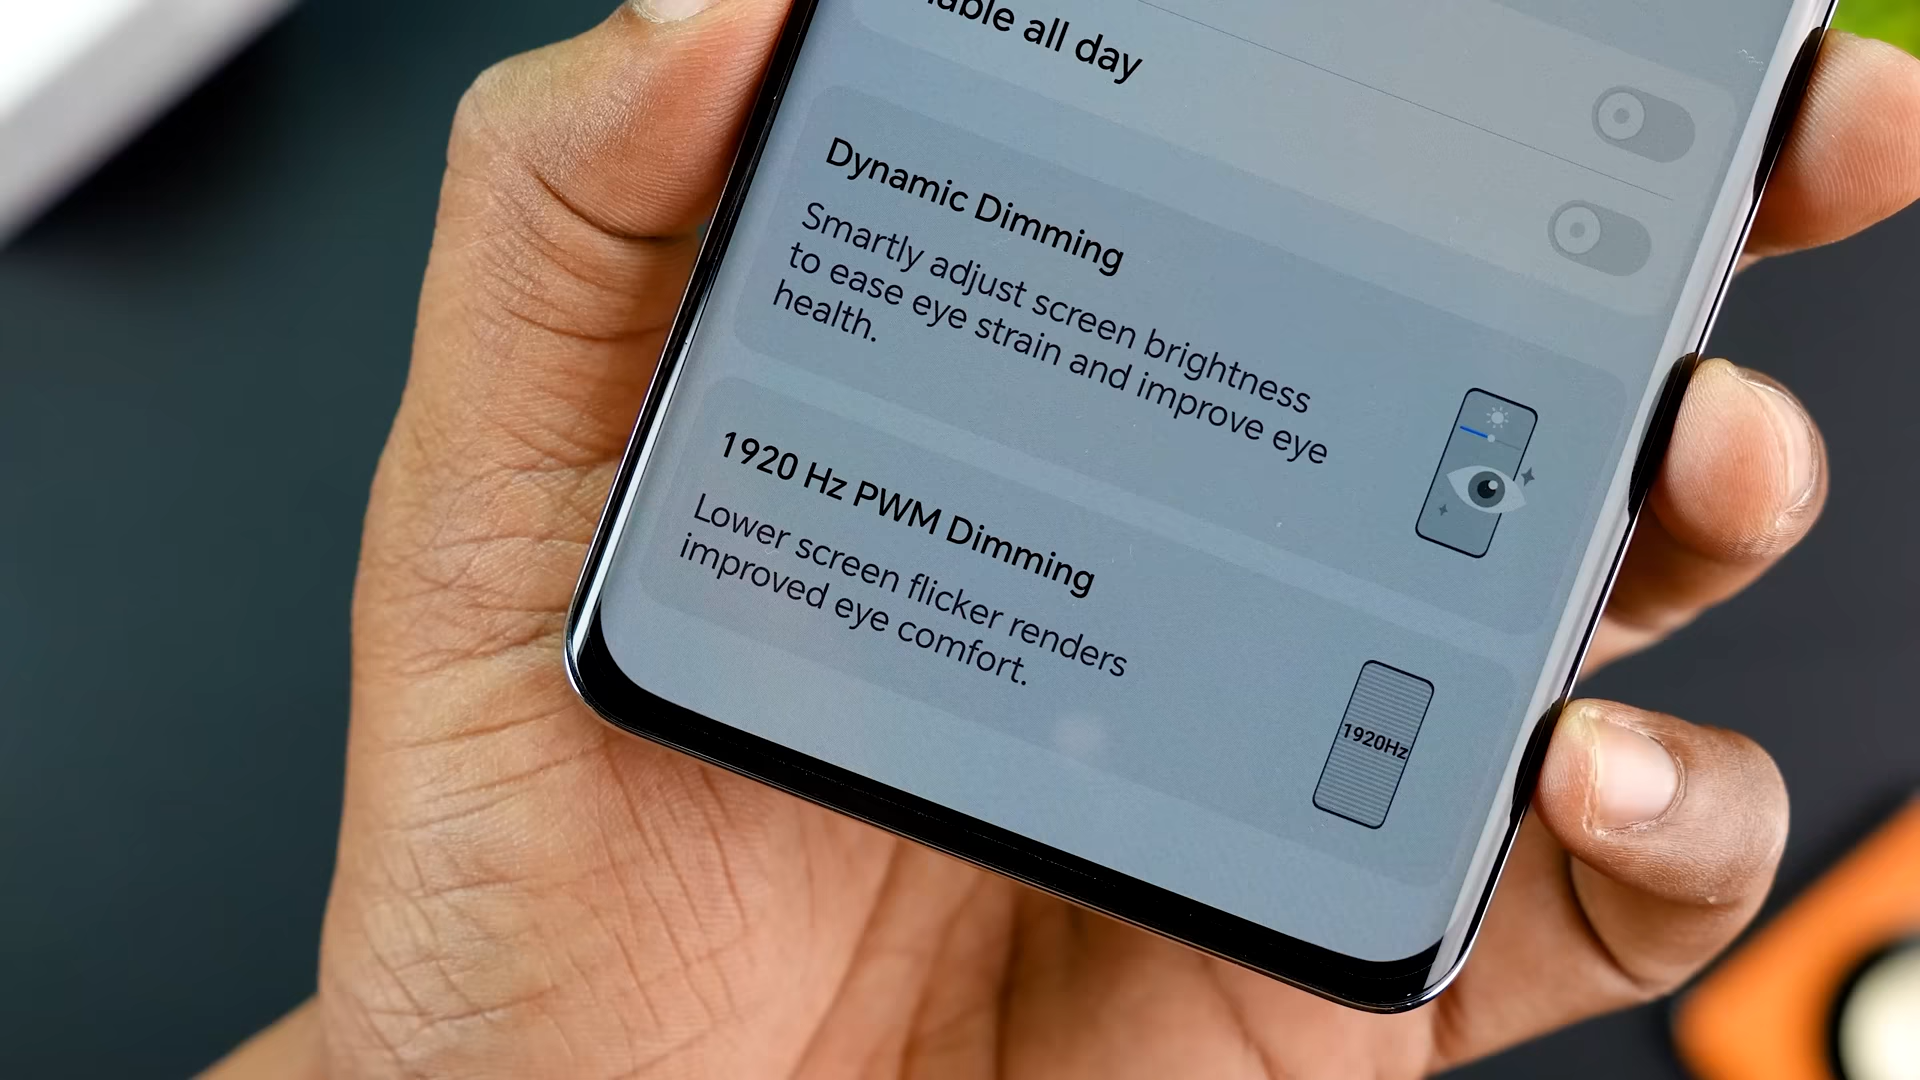 all day
Dynamic Dimming
Smartly adjust screen brightness
to ease eye strain and improve eye
health.
1920 Hz PWM Dimming
Lower screen flicker renders
improved eye comfort.
1920Hz